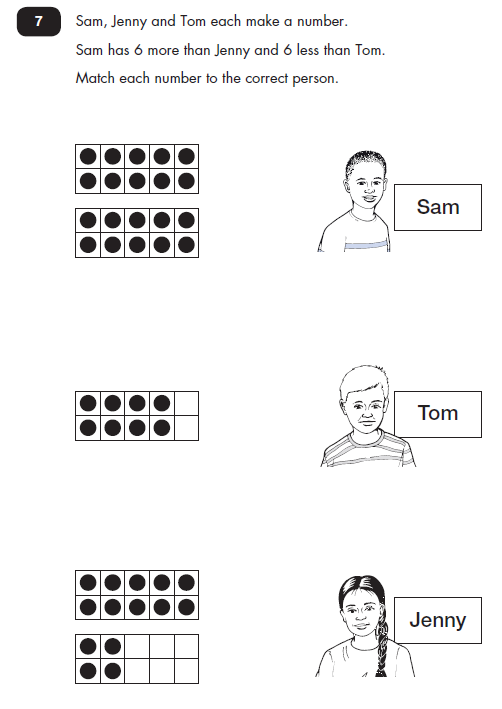 7
Sam, Jenny and Tom each make a number.
Sam has 6 more than Jenny and 6 less than Tom.
Match each number to the correct person.
Sam
Tom
Jenny